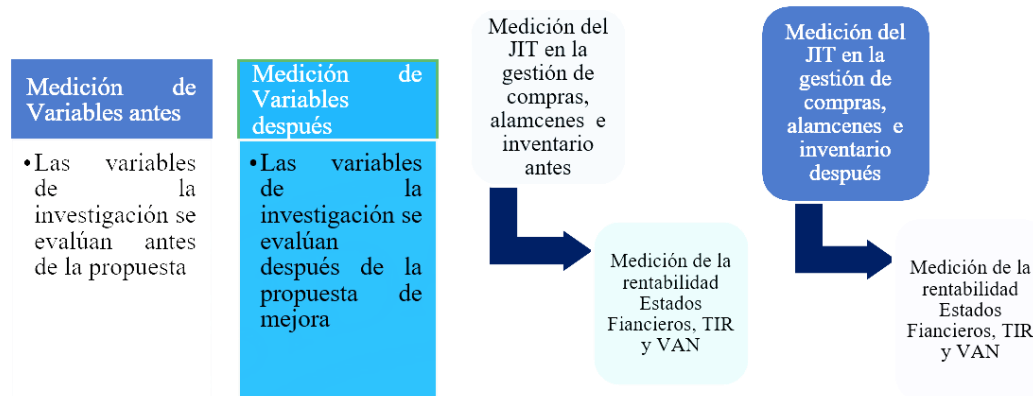 Medición de
Variables antes
•Las variables
de la
investigación se
evalúan antes
de la propuesta
Medición de
Variables
después
•Las variables
de la
investigación se
evalúan
después de la
propuesta de
mejora
Medición del
JIT en la
gestión de
compras,
alamcenes e
inventario
antes
Medición de la
rentabilidad
Estados
Fiancieros, TIR
y VAN
Medición del
JIT en la
gestión de
compras,
alamcenes e
inventario
después
Medición de la
rentabilidad
Estados
Fiancieros, TIR
y VAN